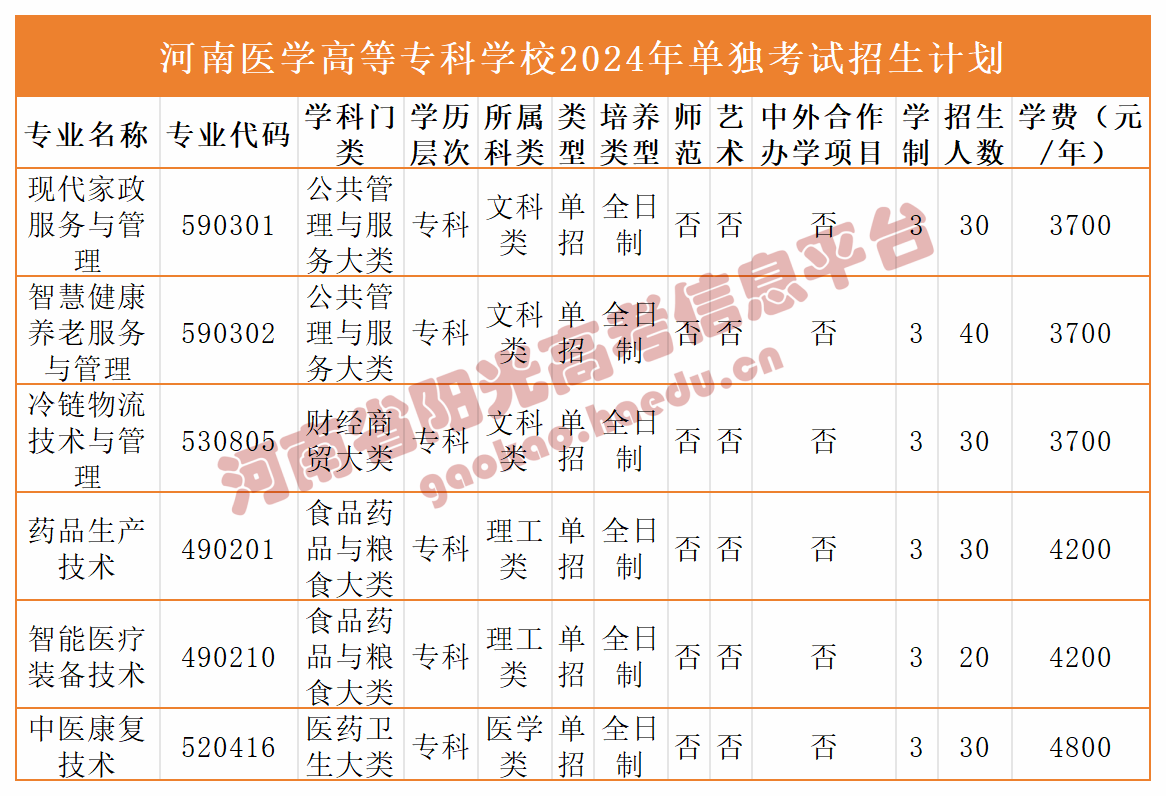 河南医学高等专科学校2024年单独考试招生计划
专业名称 专业代码 学科门类 学历层次 所属科类 类型 培养类型 师范 艺术 中外合作办学项目 学制 招生人数 学费（元/年）
现代家政服务与管理 590301 公共管理与服务大类 专科 文科类 单招 全日制 否 否 否 3 30 3700
智慧健康养老服务与管理 590302 公共管理与服务大类 专科 文科类 单招 全日制 否 否 否 3 40 3700
冷链物流技术与管理 530805 财经商贸大类 专科 文科类 单招 全日制 否 否 否 3 30 3700
药品生产技术 490201 食品药品与粮食大类 专科 理工类 单招 全日制 否 否 否 3 30 4200
智能医疗装备技术 490210 食品药品与粮食大类 专科 理工类 单招 全日制 否 否 否 3 20 4200
中医康复技术 520416 医药卫生大类 专科 医学类 单招 全日制 否 否 否 3 30 4800
河南省阳光高考信息平台
gaokao.haedu.cn